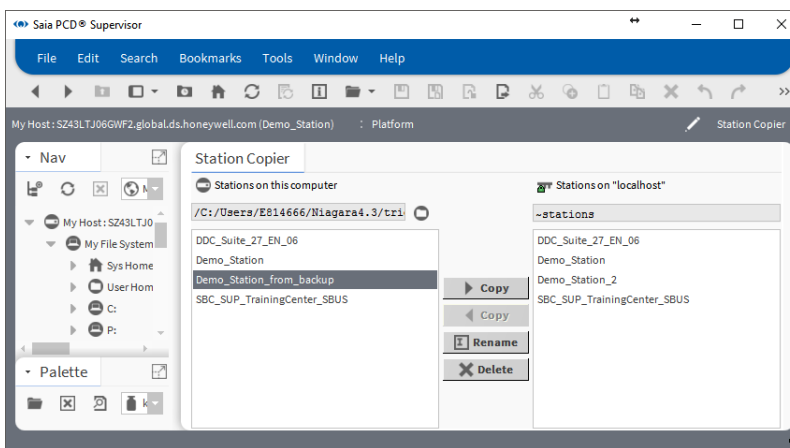 Saia PCD® Supervisor
File Edit Search Bookmarks Tools Window Help
My Host : SZ43LTJ06GWF2.global.ds.honeywell.com (Demo_Station) : Platform Station Copier
Nav
My Host : SZ43LTJ0
My File System
Sys Home
User Hom
C:
P:
Palette
k
Station Copier
Stations on this computer
/C:/Users/E814666/Niagara4.3/tri
DDC_Suite_27_EN_06
Demo_Station
Demo_Station_from_backup
SBC_SUP_TrainingCenter_SBUS
Copy
Copy
Rename
Delete
Stations on "localhost"
~stations
DDC_Suite_27_EN_06
Demo_Station
Demo_Station_2
SBC_SUP_TrainingCenter_SBUS